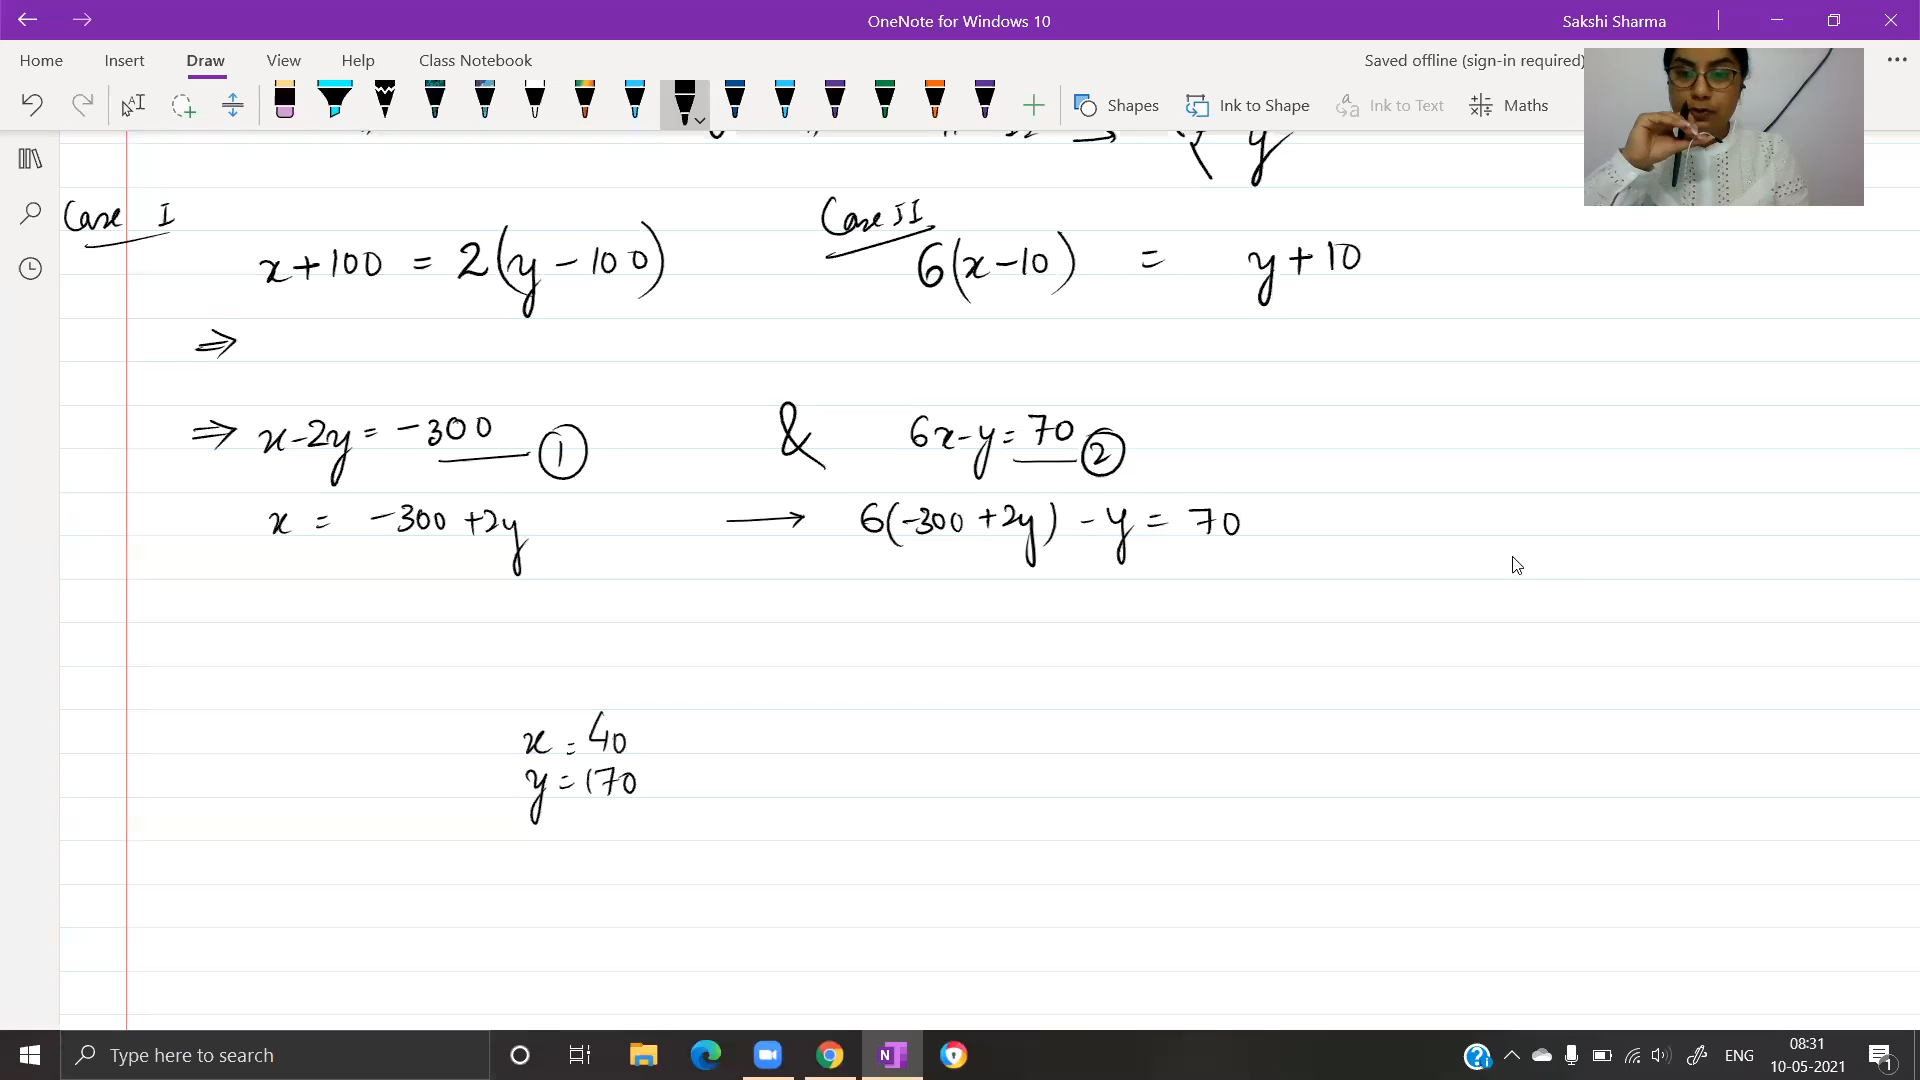 OneNote for Windows 10
Sakshi Sharma
Home Insert Draw View Help Class Notebook
Saved offline (sign-in required)
Shapes Ink to Shape Ink to Text Maths
y
Case I
Case II
x+100 = 2(y-100)
6(x-10) = y+10
⇒
⇒ x-2y = -300 ① & 6x-y = 70 ②
x = -300 +2y → 6(-300 +2y) - y = 70
x = 40
y = 170
Type here to search
ENG
08:31
10-05-2021
1